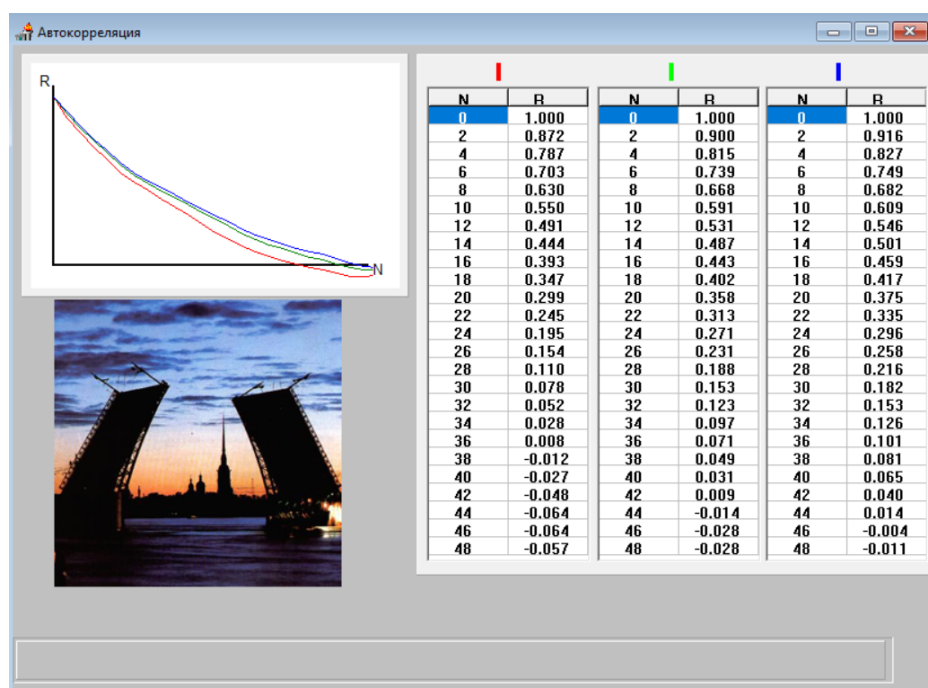 Автокорреляция
R
N
N R N R N R
0 1.000 0 1.000 0 1.000
2 0.872 2 0.900 2 0.916
4 0.787 4 0.815 4 0.827
6 0.703 6 0.739 6 0.749
8 0.630 8 0.668 8 0.682
10 0.550 10 0.591 10 0.609
12 0.491 12 0.531 12 0.546
14 0.444 14 0.487 14 0.501
16 0.393 16 0.443 16 0.459
18 0.347 18 0.402 18 0.417
20 0.299 20 0.358 20 0.375
22 0.245 22 0.313 22 0.335
24 0.195 24 0.271 24 0.296
26 0.154 26 0.231 26 0.258
28 0.110 28 0.188 28 0.216
30 0.078 30 0.153 30 0.182
32 0.052 32 0.123 32 0.153
34 0.028 34 0.097 34 0.126
36 0.008 36 0.071 36 0.101
38 -0.012 38 0.049 38 0.081
40 -0.027 40 0.031 40 0.065
42 -0.048 42 0.009 42 0.040
44 -0.064 44 -0.014 44 0.014
46 -0.064 46 -0.028 46 -0.004
48 -0.057 48 -0.028 48 -0.011